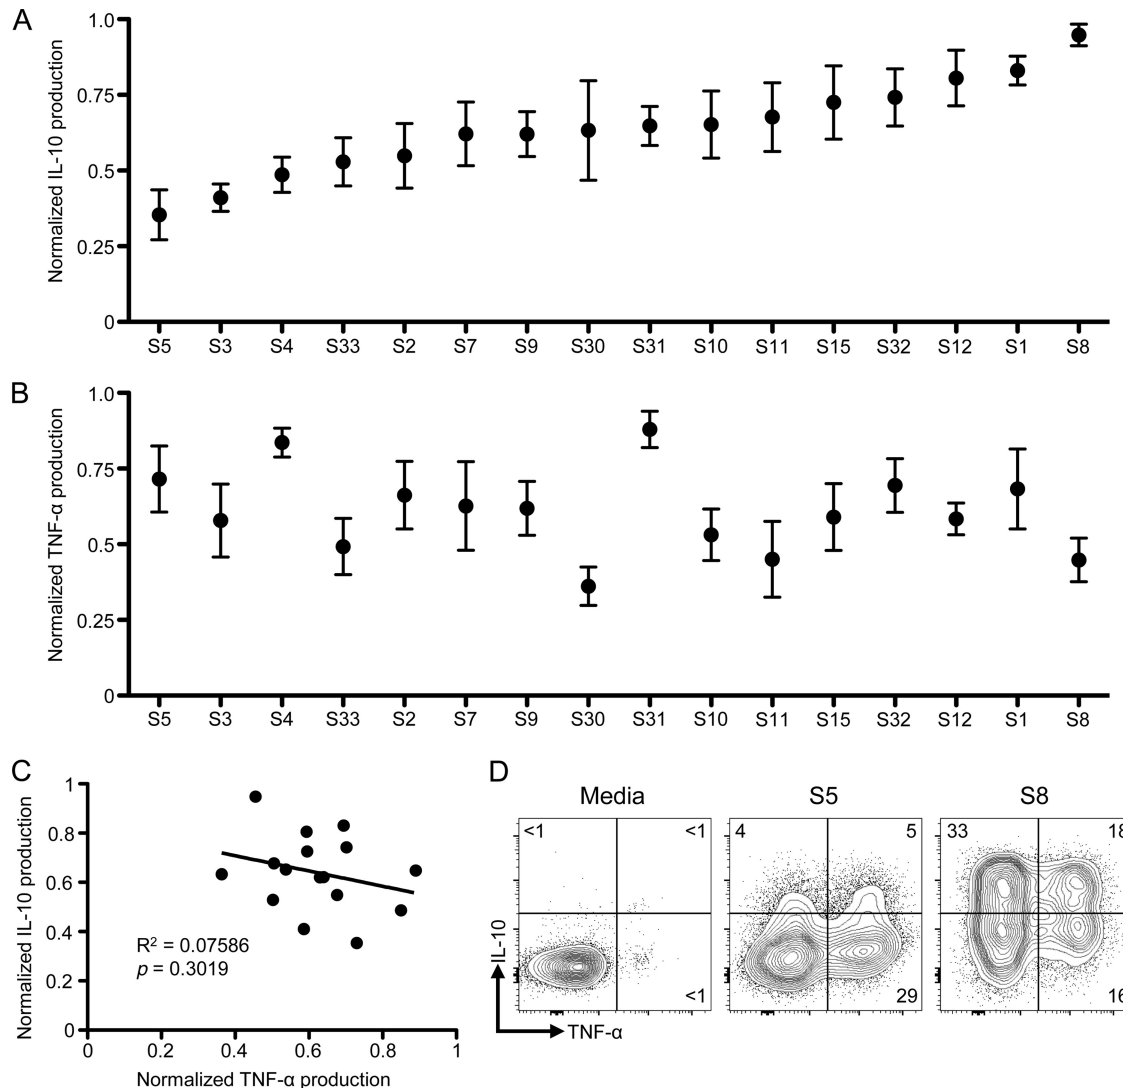 A
Normalized IL-10 production
1.0
0.75
0.5
0.25
0
S5 S3 S4 S33 S2 S7 S9 S30 S31 S10 S11 S15 S32 S12 S1 S8
B
Normalized TNF-α production
1.0
0.75
0.5
0.25
0
S5 S3 S4 S33 S2 S7 S9 S30 S31 S10 S11 S15 S32 S12 S1 S8
C
Normalized IL-10 production
1
0.8
0.6
0.4
0.2
0
R² = 0.07586
p = 0.3019
0 0.2 0.4 0.6 0.8 1
Normalized TNF-α production
D
Media S5 S8
<1 <1 4 5 33 18
<1 29 16
IL-10
TNF-α